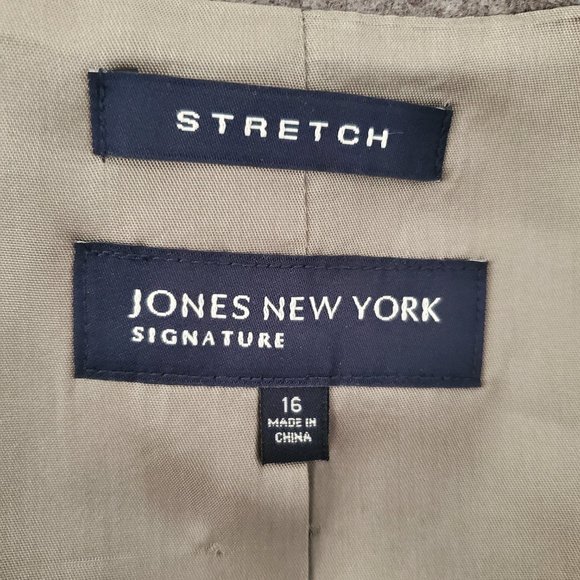 STRETCH
JONES NEW YORK
SIGNATURE
16
MADE IN
CHINA